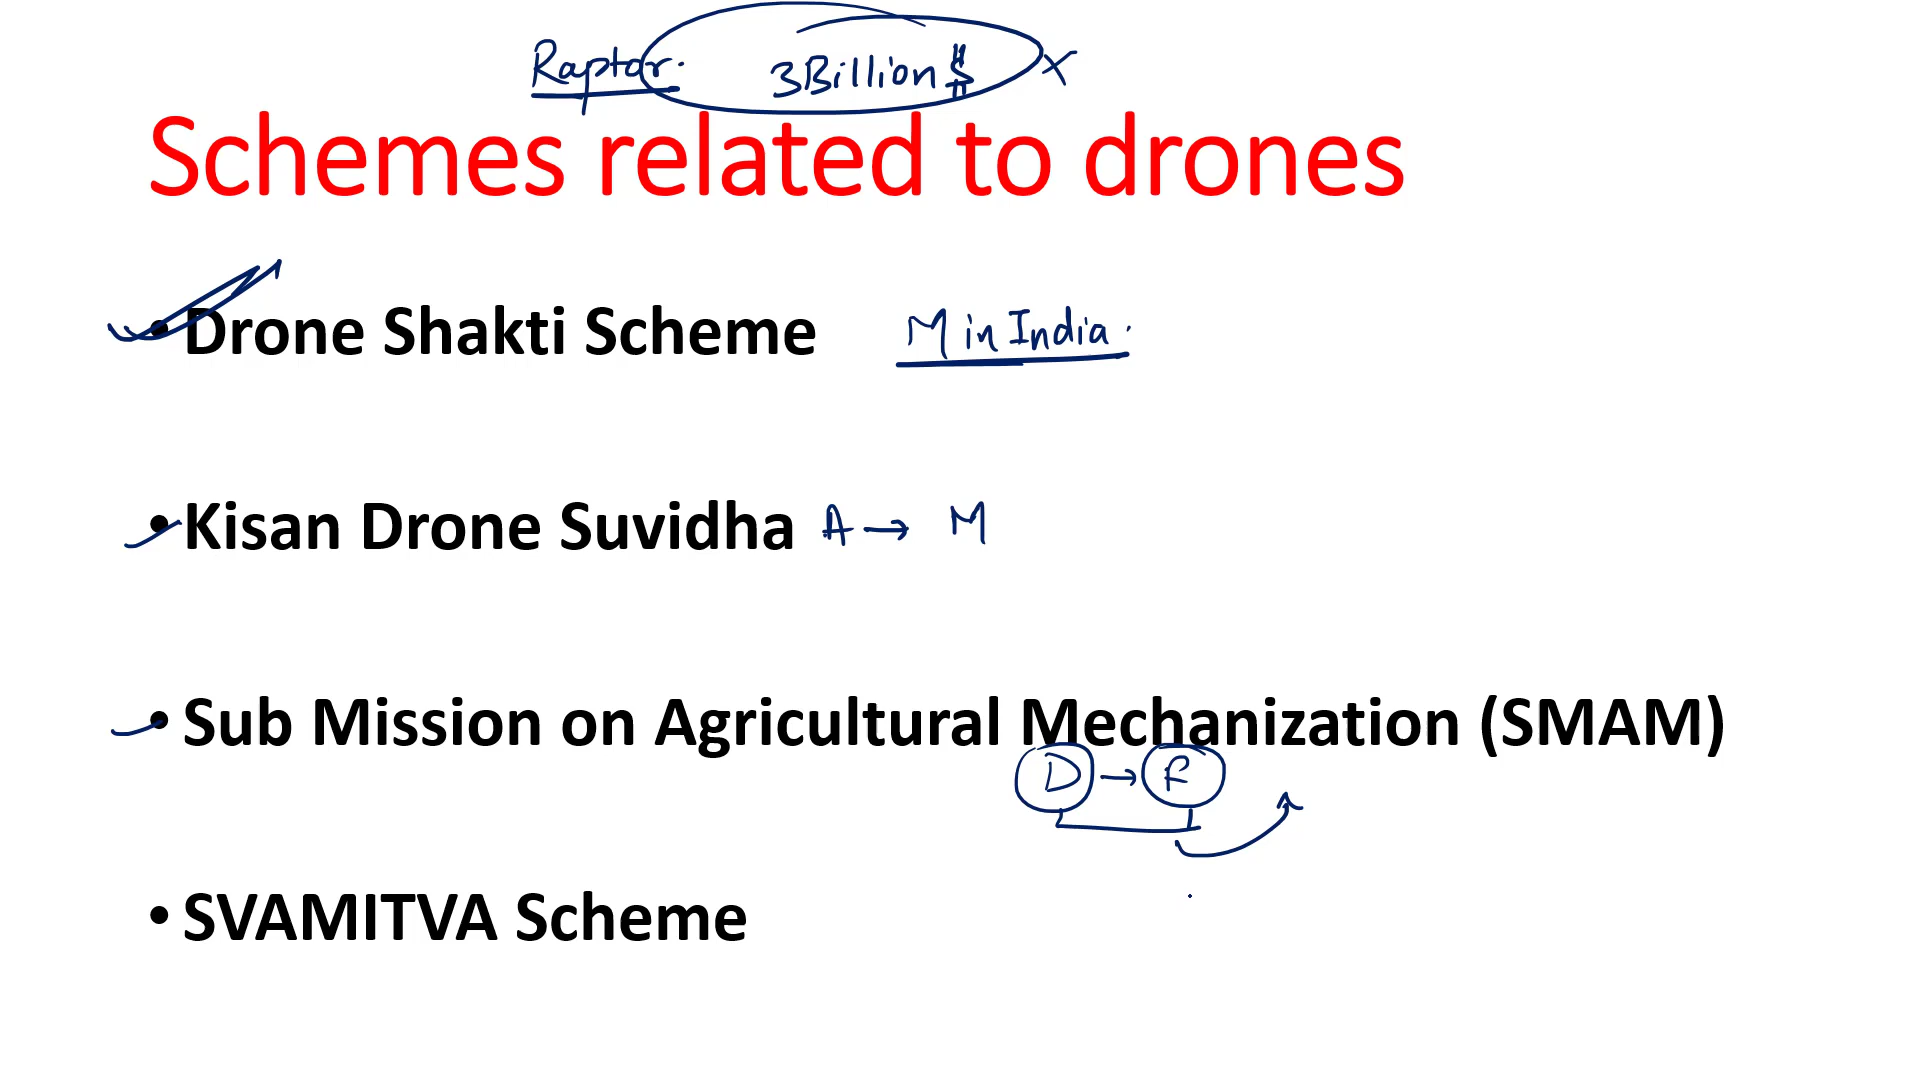 Raptor. 3Billion $ X
Schemes related to drones
• Drone Shakti Scheme M in India.
• Kisan Drone Suvidha A → M
• Sub Mission on Agricultural Mechanization (SMAM)
D → F
• SVAMITVA Scheme